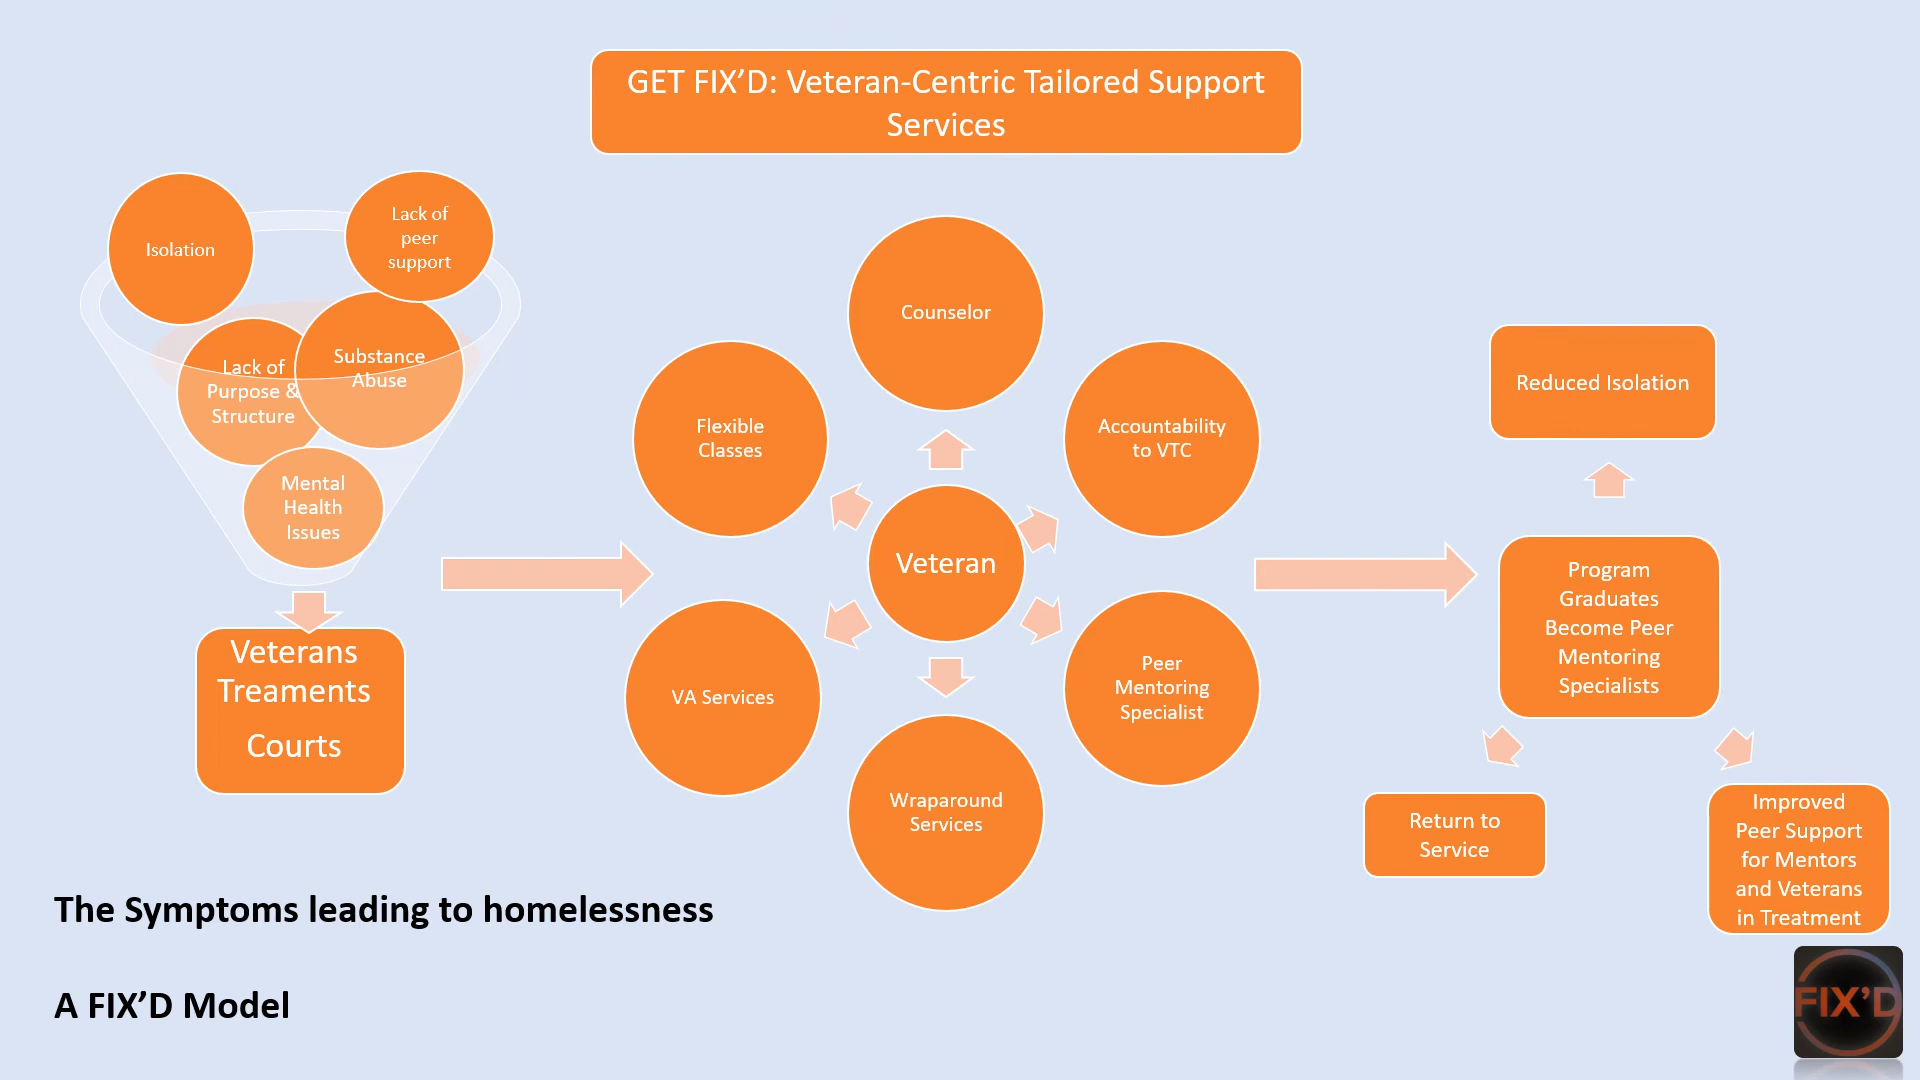 GET FIX’D: Veteran-Centric Tailored Support
Services
Isolation
Lack of
peer
support
Lack of
Purpose &
Structure
Substance
Abuse
Mental
Health
Issues
Veterans
Treaments
Courts
Counselor
Flexible
Classes
Accountability
to VTC
Veteran
VA Services
Peer
Mentoring
Specialist
Wraparound
Services
Reduced Isolation
Program
Graduates
Become Peer
Mentoring
Specialists
Return to
Service
Improved
Peer Support
for Mentors
and Veterans
in Treatment
The Symptoms leading to homelessness
A FIX’D Model
FIX’D